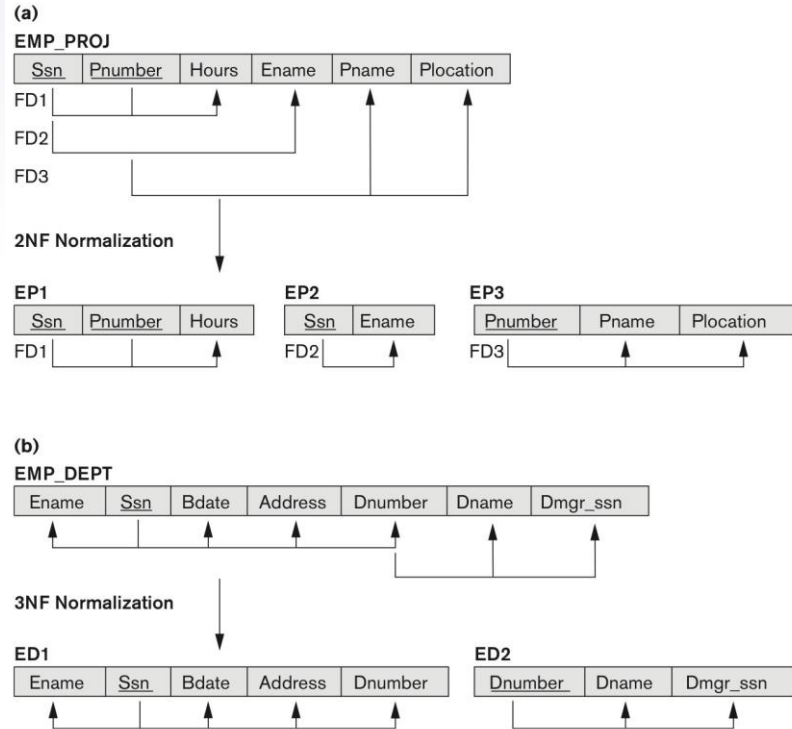 (a)
EMP_PROJ
Ssn Pnumber Hours Ename Pname Plocation
FD1
FD2
FD3
2NF Normalization
EP1 EP2 EP3
Ssn Pnumber Hours Ssn Ename Pnumber Pname Plocation
FD1 FD2 FD3
(b)
EMP_DEPT
Ename Ssn Bdate Address Dnumber Dname Dmgr_ssn
3NF Normalization
ED1 ED2
Ename Ssn Bdate Address Dnumber Dnumber Dname Dmgr_ssn